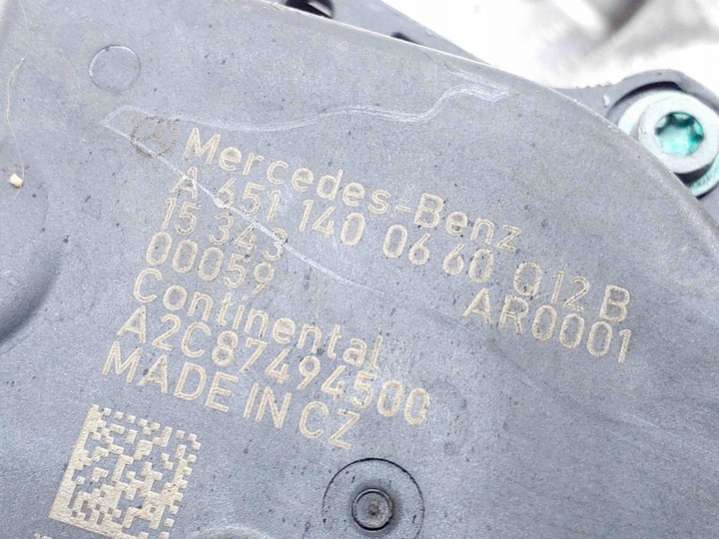 Mercedes-Benz
A 651 140 06 60 Q12 B
15 343 AR0001
00059
Continental
A2C87494500
MADE IN CZ